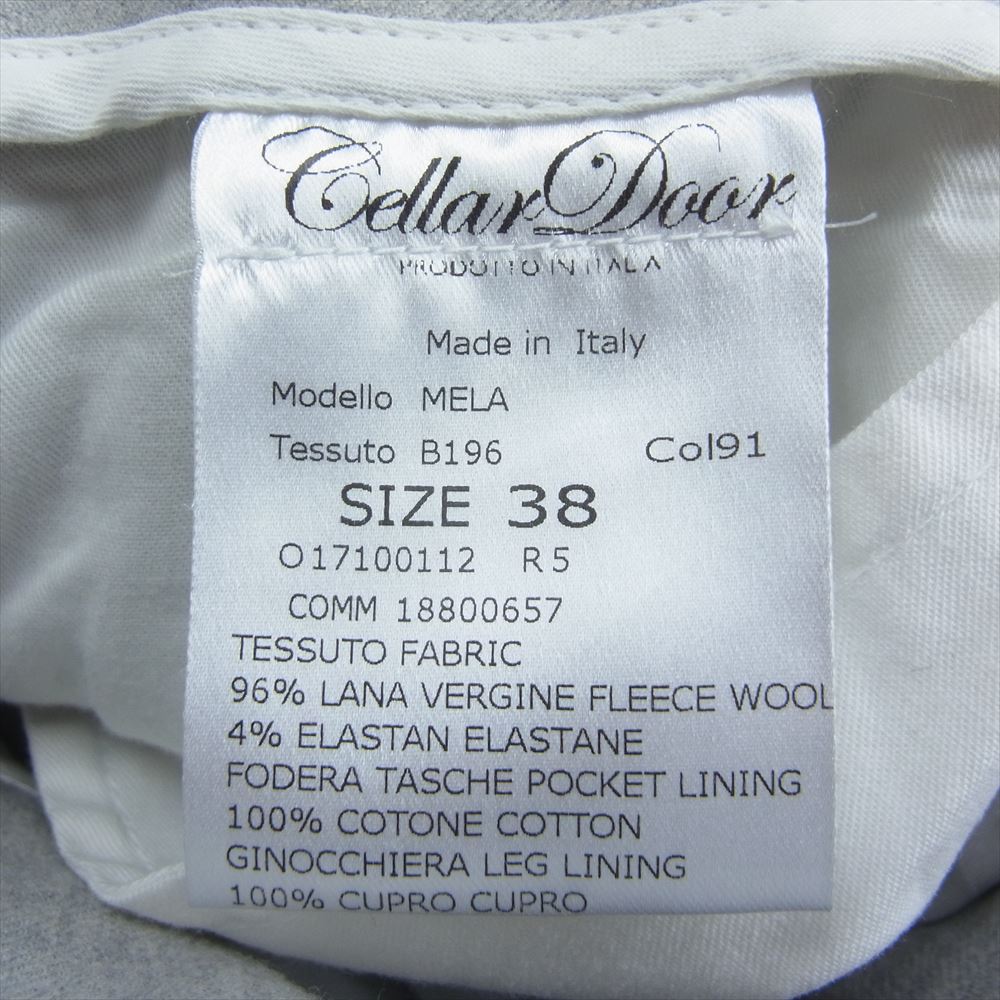 Cellar Door
PRODOTTO IN ITALIA
Made in Italy
Modello MELA
Tessuto B196 Col91
SIZE 38
O17100112 R5
COMM 18800657
TESSUTO FABRIC
96% LANA VERGINE FLEECE WOOL
4% ELASTAN ELASTANE
FODERA TASCHE POCKET LINING
100% COTONE COTTON
GINOCCHIERA LEG LINING
100% CUPRO CUPRO